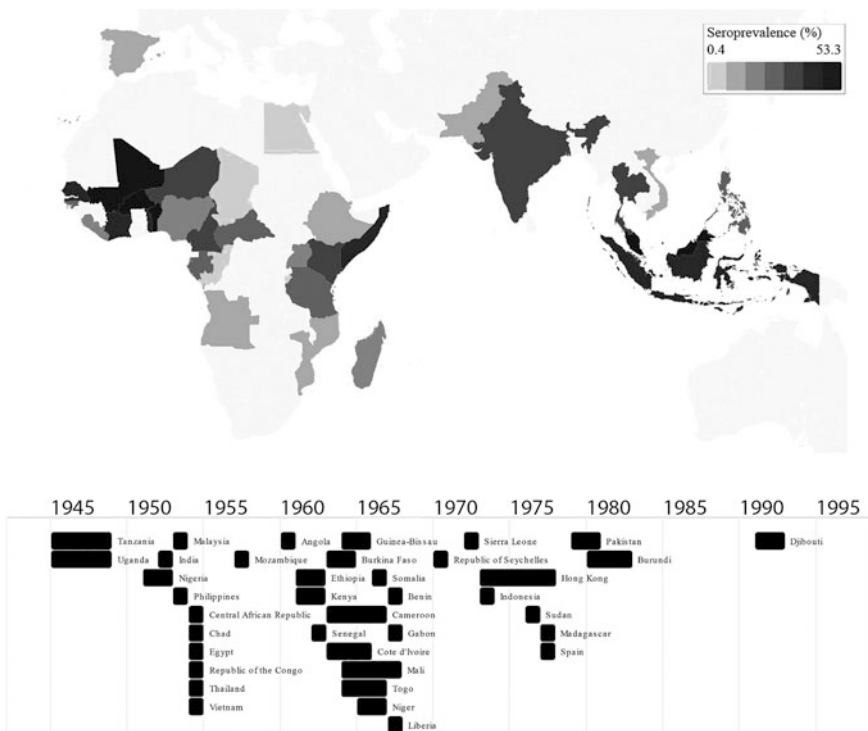 Seroprevalence (%)
0.4 53.3
1945 1950 1955 1960 1965 1970 1975 1980 1985 1990 1995
Tanzania Malaysia Angola Guinea-Bissau Sierra Leone Pakistan Djibouti
Uganda India Mozambique Burkina Faso Republic of Seychelles Burundi
Nigeria Ethiopia Somalia Hong Kong
Philippines Kenya Benin Indonesia
Central African Republic Cameroon Sudan
Chad Senegal Gabon Madagascar
Egypt Cote d'Ivoire Spain
Republic of the Congo Mali
Thailand Togo
Vietnam Niger
Liberia